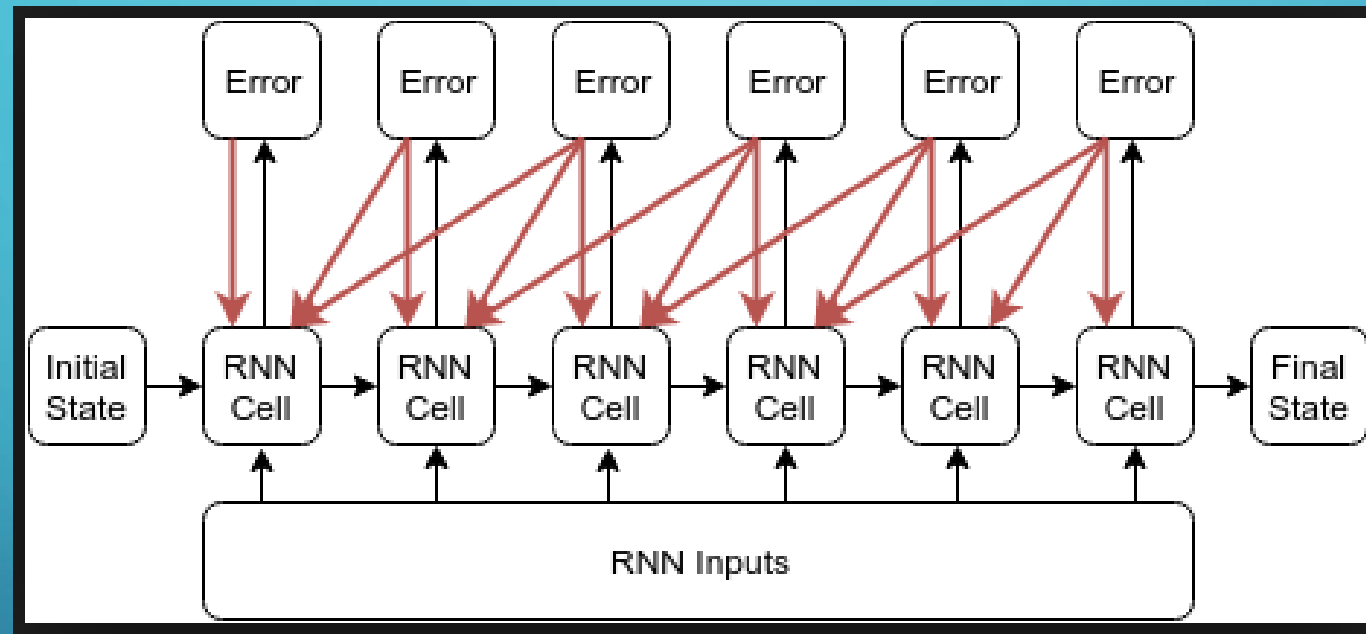 Error
Error
Error
Error
Error
Error
Initial
State
RNN
Cell
RNN
Cell
RNN
Cell
RNN
Cell
RNN
Cell
RNN
Cell
Final
State
RNN Inputs